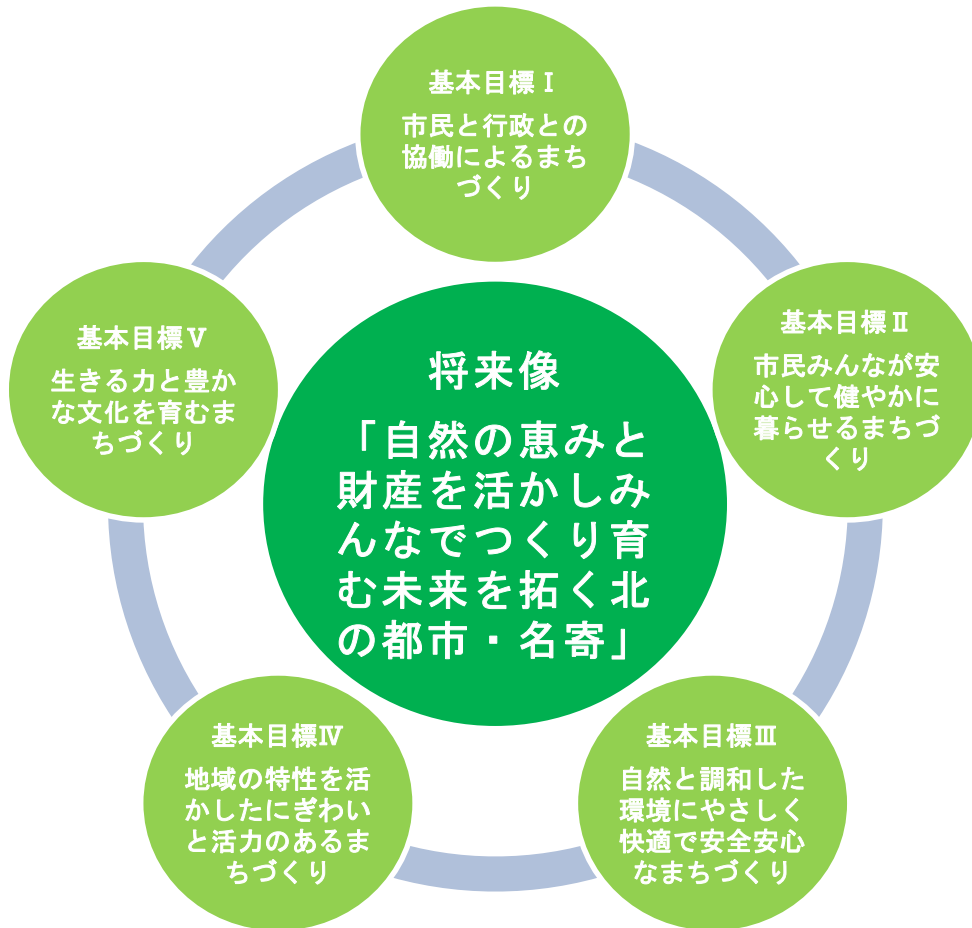 基本目標Ⅰ
市民と行政との
協働によるまち
づくり
基本目標Ⅱ
市民みんなが安
心して健やかに
暮らせるまちづ
くり
基本目標Ⅴ
生きる力と豊か
な文化を育むま
ちづくり
将来像
「自然の恵みと
財産を活かしみ
んなでつくり育
む未来を拓く北
の都市・名寄」
基本目標Ⅳ
地域の特性を活
かしたにぎわい
と活力のあるま
ちづくり
基本目標Ⅲ
自然と調和した
環境にやさしく
快適で安全安心
なまちづくり